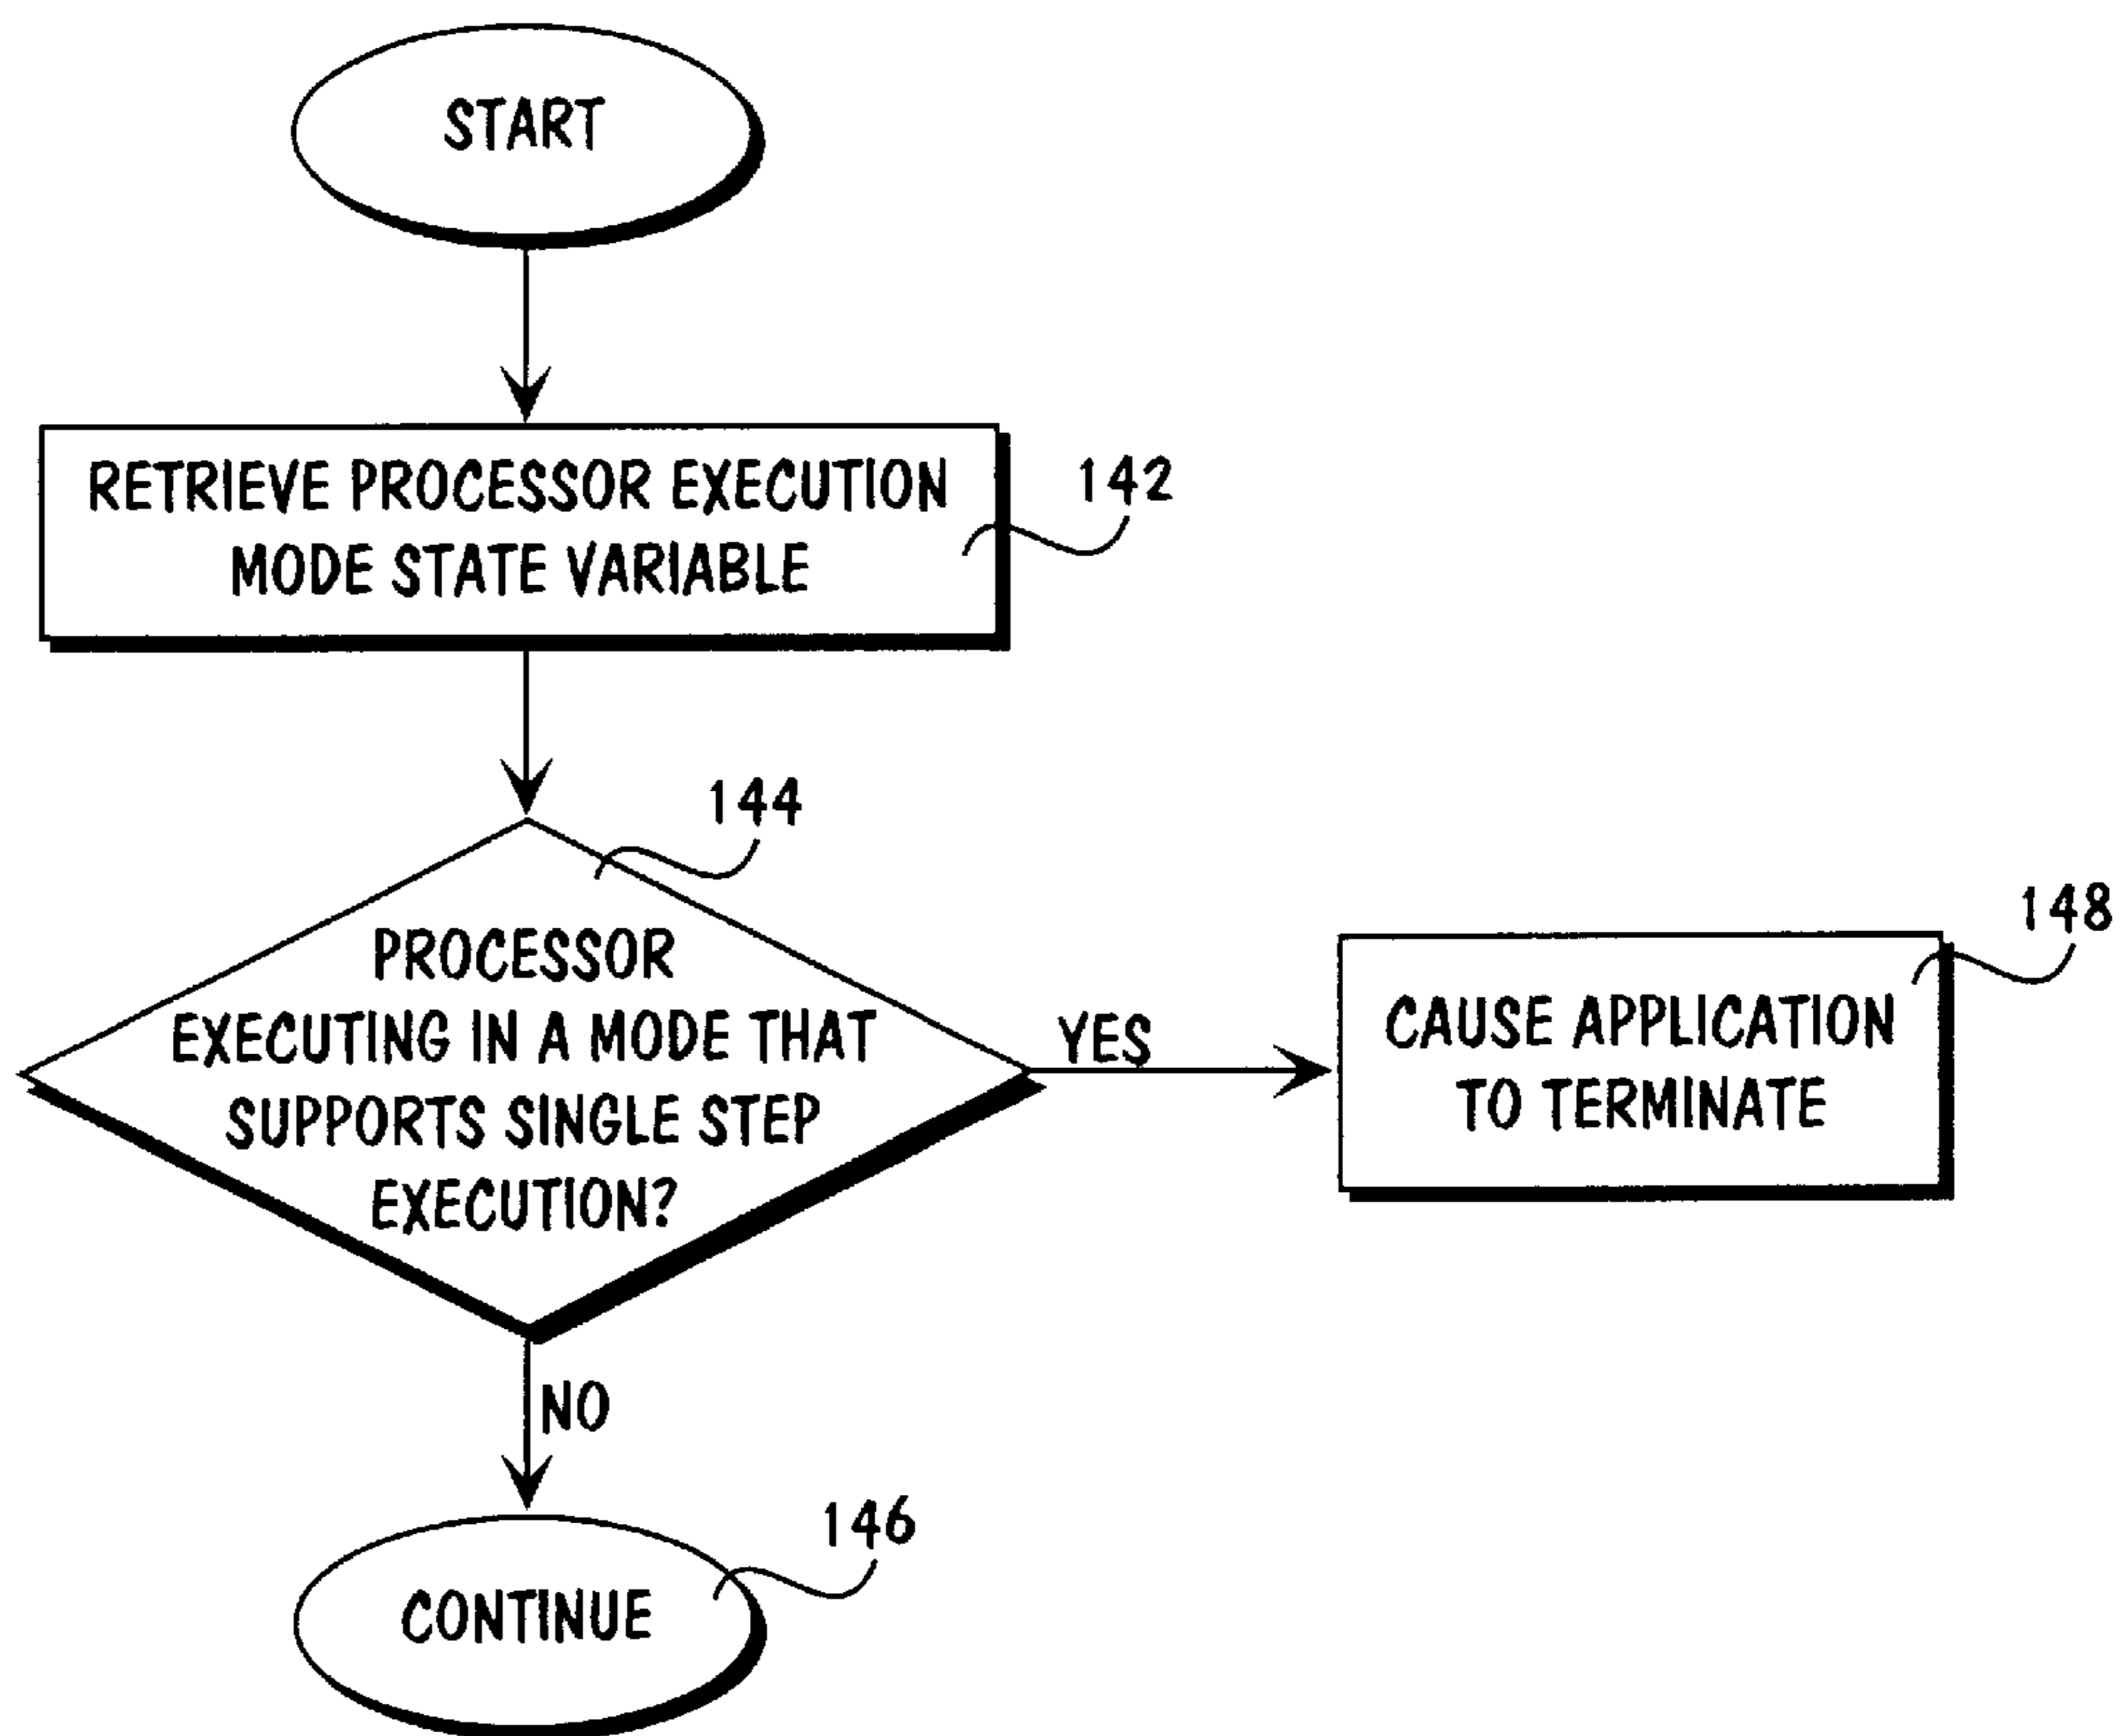 START
RETRIEVE PROCESSOR EXECUTION
MODE STATE VARIABLE
142
144
PROCESSOR
EXECUTING IN A MODE THAT
SUPPORTS SINGLE STEP
EXECUTION?
YES
148
CAUSE APPLICATION
TO TERMINATE
NO
146
CONTINUE